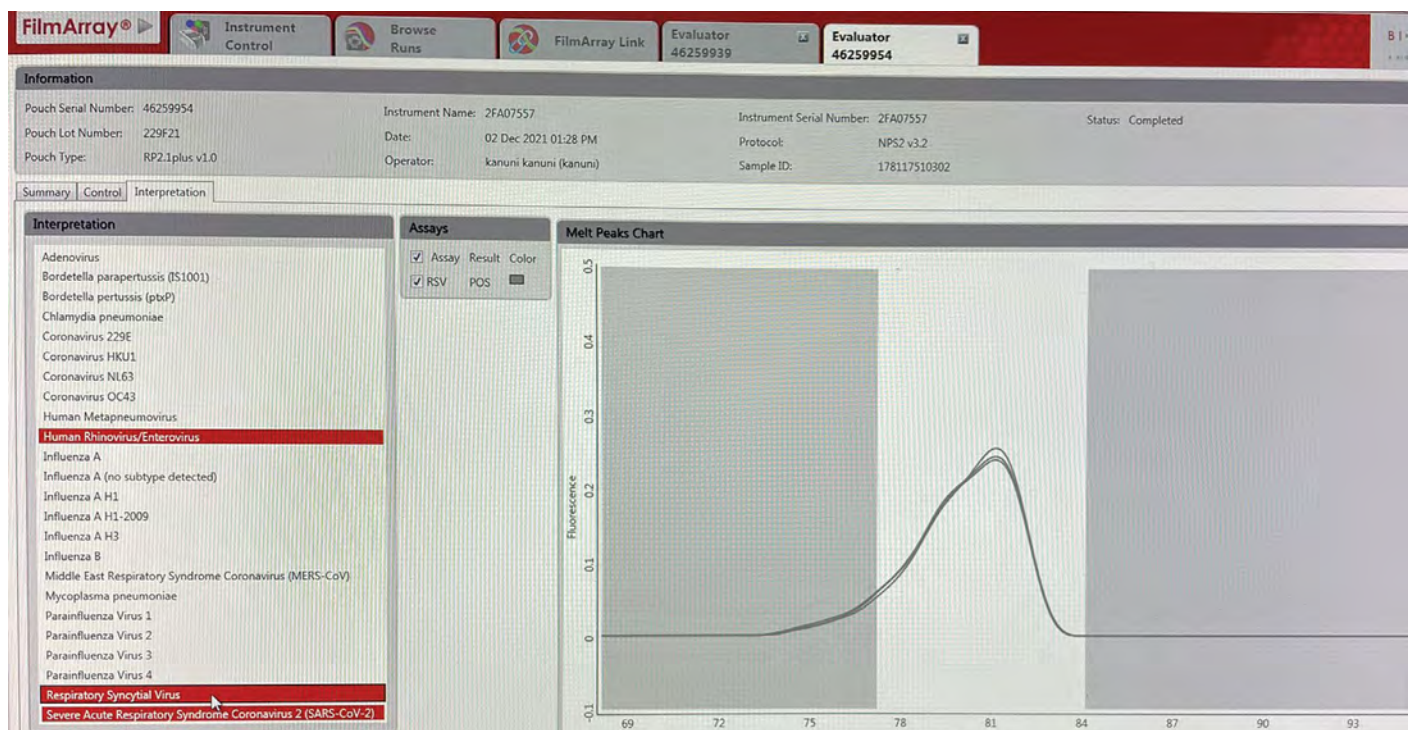 FilmArray®
Instrument Control
Browse Runs
FilmArray Link
Evaluator 46259939
Evaluator 46259954
Information
Pouch Serial Number: 46259954
Instrument Name: 2FA07557
Instrument Serial Number: 2FA07557
Status: Completed
Pouch Lot Number: 229F21
Date: 02 Dec 2021 01:28 PM
Protocol: NPS2 v3.2
Pouch Type: RP2.1plus v1.0
Operator: kanuni kanuni (kanuni)
Sample ID: 178117510302
Summary Control Interpretation
Interpretation
Adenovirus
Bordetella parapertussis (IS1001)
Bordetella pertussis (ptxP)
Chlamydia pneumoniae
Coronavirus 229E
Coronavirus HKU1
Coronavirus NL63
Coronavirus OC43
Human Metapneumovirus
Human Rhinovirus/Enterovirus
Influenza A
Influenza A (no subtype detected)
Influenza A H1
Influenza A H1-2009
Influenza A H3
Influenza B
Middle East Respiratory Syndrome Coronavirus (MERS-CoV)
Mycoplasma pneumoniae
Parainfluenza Virus 1
Parainfluenza Virus 2
Parainfluenza Virus 3
Parainfluenza Virus 4
Respiratory Syncytial Virus
Severe Acute Respiratory Syndrome Coronavirus 2 (SARS-CoV-2)
Assays
Assay Result Color
RSV POS
Melt Peaks Chart
0.5
0.4
0.3
0.2
0.1
0
-0.1
Fluorescence
69 72 75 78 81 84 87 90 93